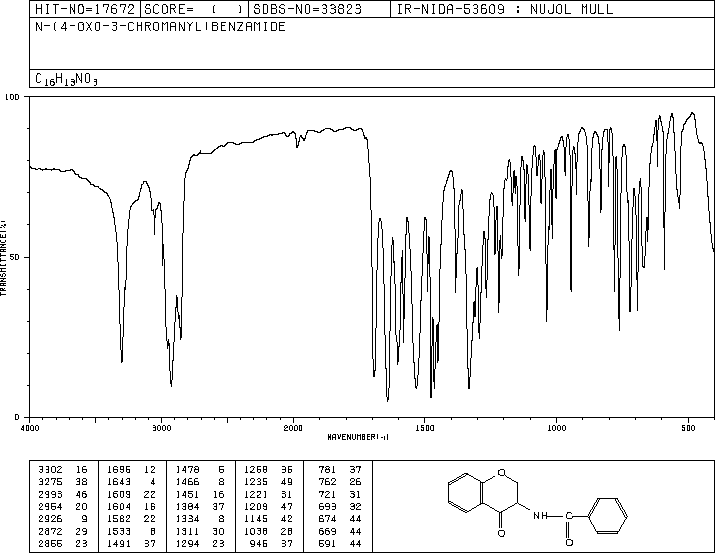 HIT-NO=17672 SCORE= ( ) SDBS-NO=33823 IR-NIDA-53609 : NUJOL MULL
N-(4-OXO-3-CHROMANYL)BENZAMIDE
C16H13NO3
100
50
0
TRANSMITTANCE(%)
4000 3000 2000 1500 1000 500
WAVENUMBER(-1)
3302 16 1696 12 1478 6 1268 36 781 37
3275 38 1643 4 1466 8 1235 49 762 26
2993 46 1609 22 1451 16 1221 31 721 31
2954 20 1604 16 1384 37 1209 47 693 32
2926 9 1582 22 1334 8 1145 42 674 44
2872 29 1533 8 1311 30 1038 28 669 44
2855 23 1491 37 1294 23 946 37 591 44
O
NH C
O O